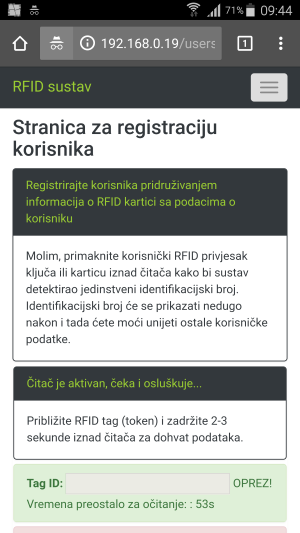 71% 09:44
192.168.0.19/users
1
RFID sustav
Stranica za registraciju
korisnika
Registrirajte korisnika pridruživanjem
informacija o RFID kartici sa podacima o
korisniku
Molim, primaknite korisnički RFID privjesak
ključa ili karticu iznad čitača kako bi sustav
detektirao jedinstveni identifikacijski broj.
Identifikacijski broj će se prikazati nedugo
nakon i tada ćete moći unijeti ostale korisničke
podatke.
Čitač je aktivan, čeka i osluškuje...
Približite RFID tag (token) i zadržite 2-3
sekunde iznad čitača za dohvat podataka.
Tag ID: OPREZ!
Vremena preostalo za očitanje: : 53s